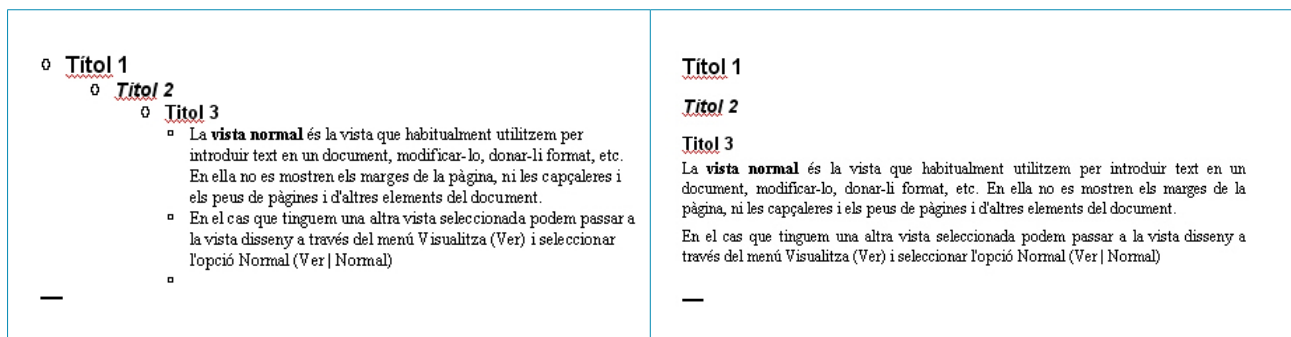 Títol 1
Títol 2
Títol 3
La vista normal és la vista que habitualment utilitzem per
introduir text en un document, modificar-lo, donar-li format, etc.
En ella no es mostren els marges de la pàgina, ni les capçaleres i
els peus de pàgines i d'altres elements del document.
En el cas que tinguem una altra vista seleccionada podem passar a
la vista disseny a través del menú Visualitza (Ver) i seleccionar
l'opció Normal (Ver | Normal)
Títol 1
Títol 2
Títol 3
La vista normal és la vista que habitualment utilitzem per introduir text en un
document, modificar-lo, donar-li format, etc. En ella no es mostren els marges de la
pàgina, ni les capçaleres i els peus de pàgines i d'altres elements del document.
En el cas que tinguem una altra vista seleccionada podem passar a la vista disseny a
través del menú Visualitza (Ver) i seleccionar l'opció Normal (Ver | Normal)